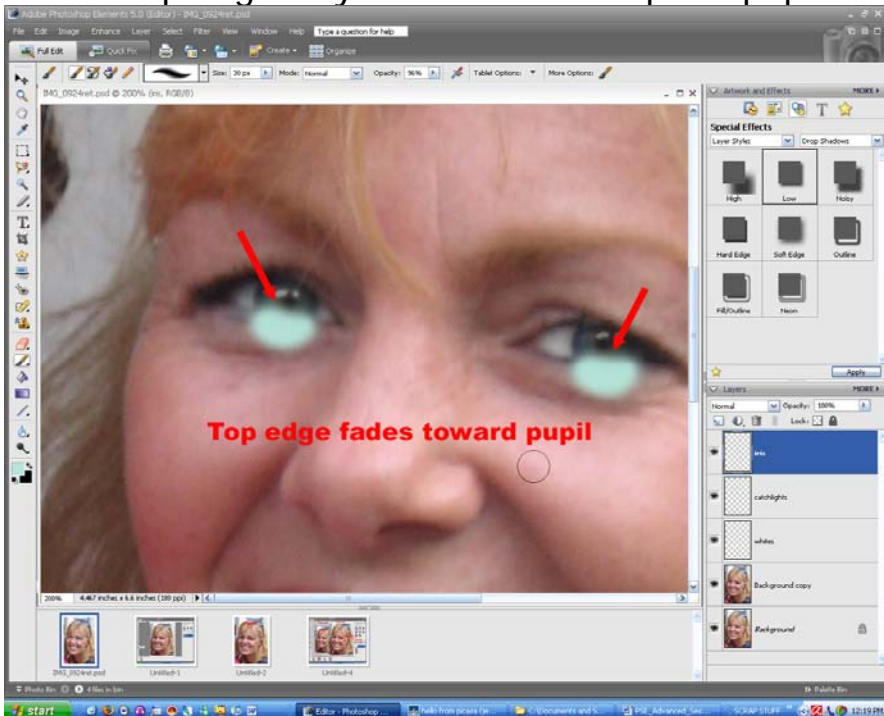 Adobe Photoshop Elements 5.0 (Editor) - IMG_0924ret.psd
File Edit Image Enhance Layer Select Filter View Window Help Type a question for help
Full Edit Quick Fix Create Organize
Size: 30 px Mode: Normal Opacity: 96% Tablet Options: More Options:
IMG_0924ret.psd @ 200% (iris, RGB/8)
Artwork and Effects MORE
Special Effects
Layer Styles Drop Shadows
High Low Noisy
Hard Edge Soft Edge Outline
Fill/Outline Neon
Apply
Layers MORE
Normal Opacity: 100%
Lock:
iris
catchlights
whites
Background copy
Background
Top edge fades toward pupil
200% 4.467 inches x 6.6 inches (180 ppi)
IMG_0924ret.psd Untitled-1 Untitled-2 Untitled-4
Photo Bin 4 files in bin Palette Bin
start Editor - Photoshop ... hello from picasa C:\Documents and S... PSE_Advanced_Sec... SCRAP STUFF 12:19 PM